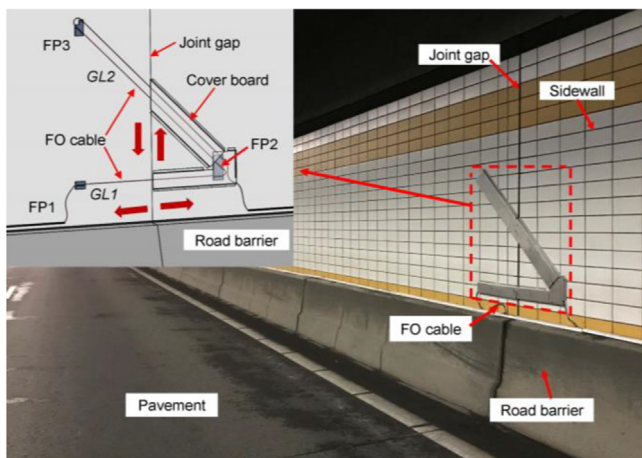 FP3
Joint gap
GL2
Cover board
FO cable
FP2
GL1
FP1
Road barrier
Joint gap
Sidewall
FO cable
Pavement
Road barrier